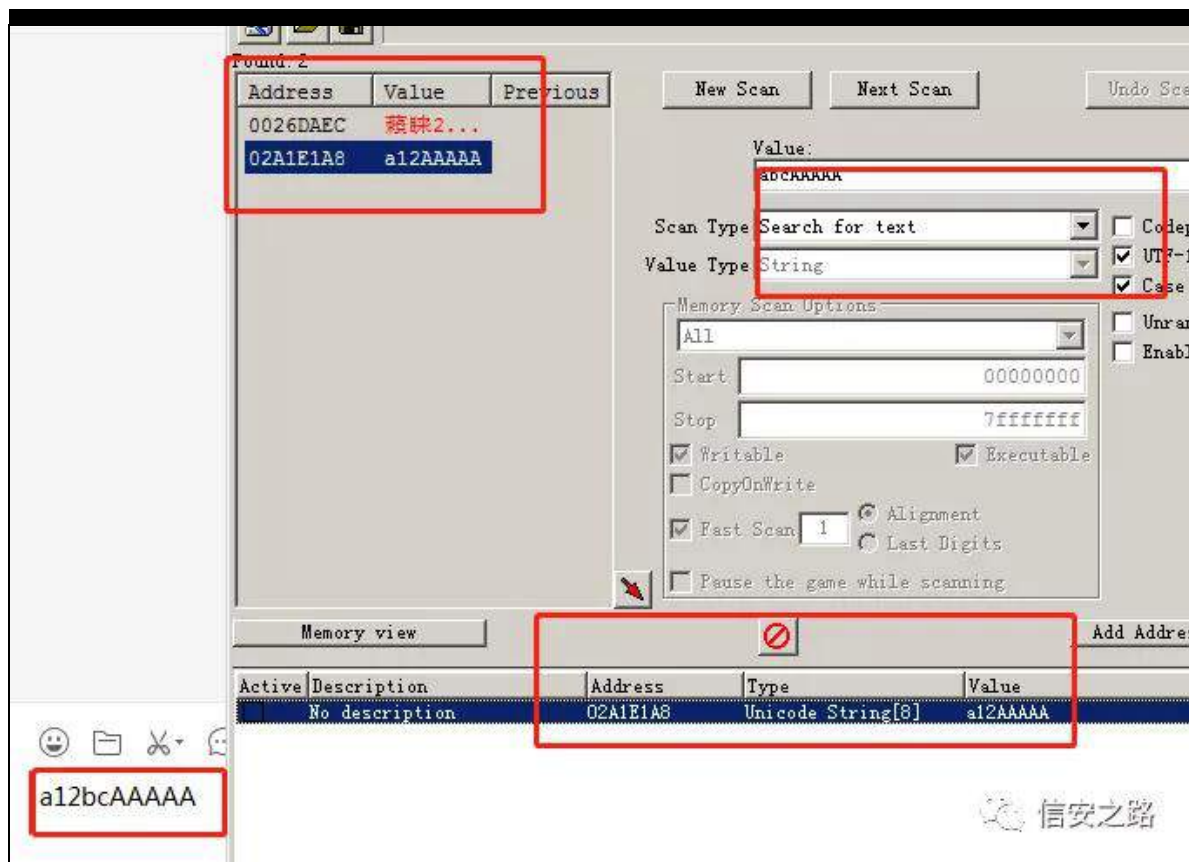 Found: 2
Address Value Previous
0026DAEC 2...
02A1E1A8 a12AAAAA
New Scan Next Scan Undo Sca
Value:
abcAAAAA
Scan Type Search for text
Value Type String
Codep
UTF-1
Case
Unran
Enabl
Memory Scan Options
All
Start 00000000
Stop 7fffffff
Writable Executable
CopyOnWrite
Fast Scan 1 Alignment
Last Digits
Pause the game while scanning
Memory view Add Addre
Active Description Address Type Value
No description 02A1E1A8 Unicode String[8] a12AAAAA
a12bcAAAAA
信安之路